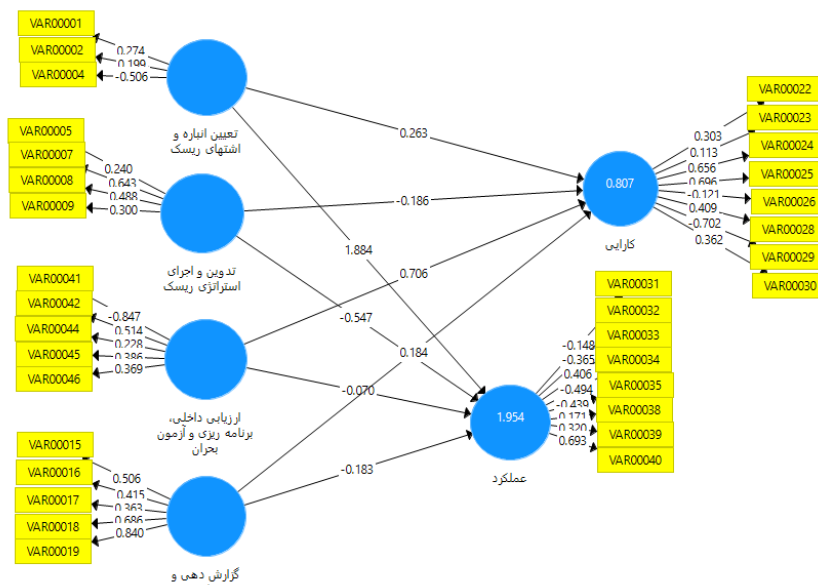 VAR00001
VAR00002
VAR00004
0.274
0.199
-0.506
تعیین انباره و
اشتهای ریسک
VAR00005
VAR00007
VAR00008
VAR00009
0.240
0.643
0.488
0.300
تدوین و اجرای
استراتژی ریسک
VAR00041
VAR00042
VAR00044
VAR00045
VAR00046
-0.847
0.514
0.228
0.386
0.369
ارزیابی داخلی،
برنامه ریزی و آزمون
بحران
VAR00015
VAR00016
VAR00017
VAR00018
VAR00019
0.506
0.415
0.363
0.686
0.840
گزارش دهی و
0.263
-0.186
1.884
0.706
-0.547
0.184
-0.070
-0.183
0.807
کارایی
0.303
0.113
0.656
0.696
-0.121
0.409
-0.702
0.362
VAR00022
VAR00023
VAR00024
VAR00025
VAR00026
VAR00028
VAR00029
VAR00030
1.954
عملکرد
-0.148
-0.365
0.406
-0.494
-0.439
0.171
0.320
0.693
VAR00031
VAR00032
VAR00033
VAR00034
VAR00035
VAR00038
VAR00039
VAR00040